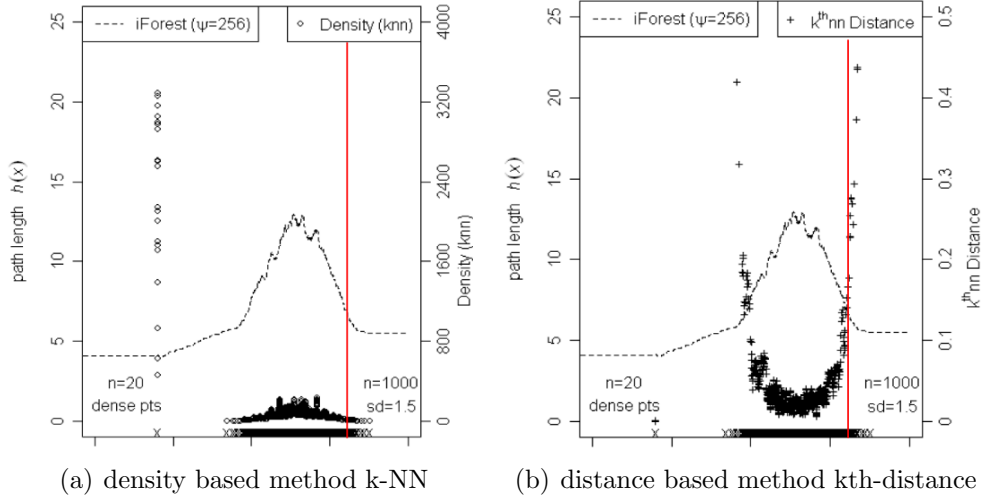 iForest (ψ=256)
Density (knn)
25
20
15
10
5
0
path length h(x)
4000
3200
2400
1600
800
0
Density (knn)
n=20
dense pts
n=1000
sd=1.5
(a) density based method k-NN
iForest (ψ=256)
kᵗʰnn Distance
25
20
15
10
5
0
path length h(x)
0.5
0.4
0.3
0.2
0.1
0
kᵗʰnn Distance
n=20
dense pts
n=1000
sd=1.5
(b) distance based method kth-distance